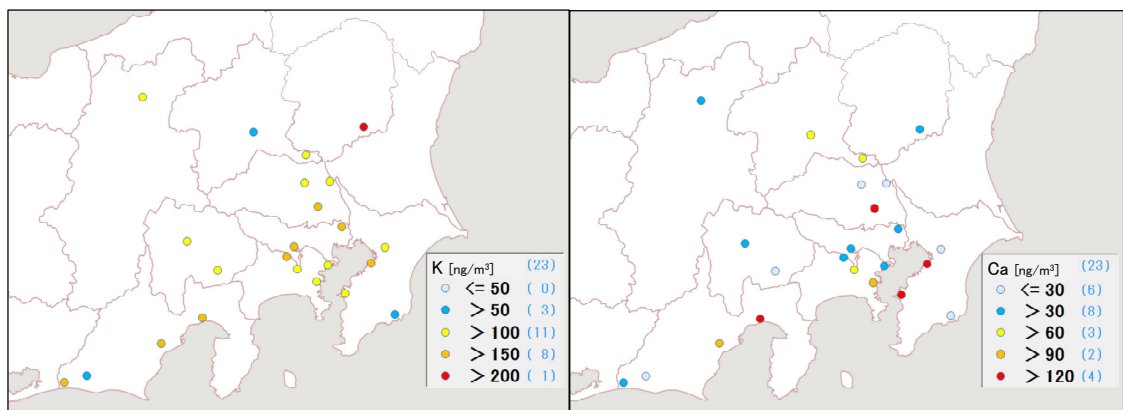 K [ng/m³] (23)
<= 50 ( 0)
> 50 ( 3)
> 100 (11)
> 150 ( 8)
> 200 ( 1)
Ca [ng/m³] (23)
<= 30 (6)
> 30 (8)
> 60 (3)
> 90 (2)
> 120 (4)